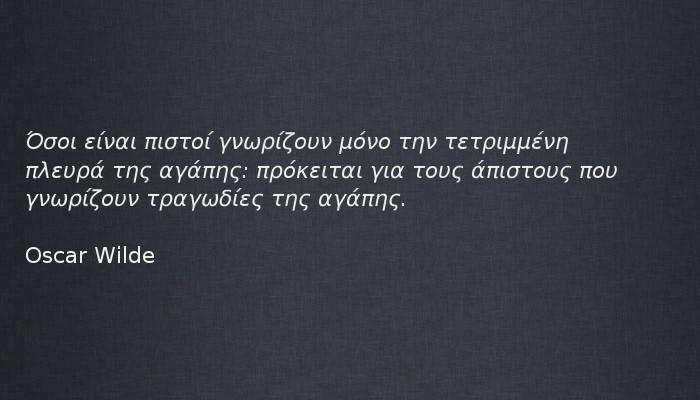 Όσοι είναι πιστοί γνωρίζουν μόνο την τετριμμένη
πλευρά της αγάπης: πρόκειται για τους άπιστους που
γνωρίζουν τραγωδίες της αγάπης.
Oscar Wilde